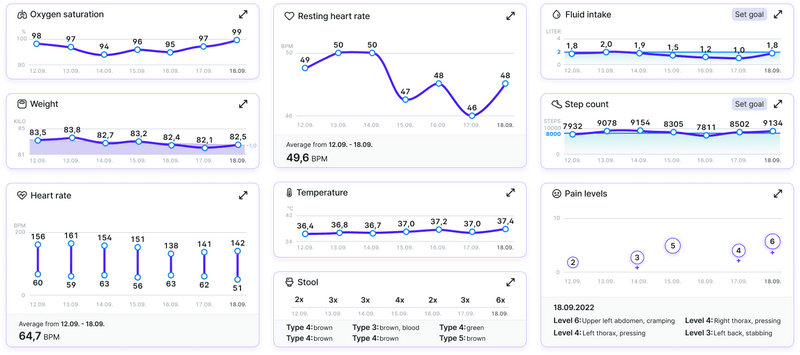 Oxygen saturation
%
100
90
98 97 94 96 95 97 99
12.09. 13.09. 14.09. 15.09. 16.09. 17.09. 18.09.
Weight
KILO
85
81
83,5 83,8 82,7 83,2 82,4 82,1 82,5
-1,0
12.09. 13.09. 14.09. 15.09. 16.09. 17.09. 18.09.
Heart rate
BPM
200
0
156 161 154 151 138 141 142
60 59 63 56 63 62 51
12.09. 13.09. 14.09. 15.09. 16.09. 17.09. 18.09.
Average from 12.09. - 18.09.
64,7 BPM
Resting heart rate
BPM
50
46
49 50 50 47 48 46 48
12.09. 13.09. 14.09. 15.09. 16.09. 17.09. 18.09.
Average from 12.09. - 18.09.
49,6 BPM
Temperature
°C
42
34
36,4 36,8 36,7 37,0 37,2 37,0 37,4
12.09. 13.09. 14.09. 15.09. 16.09. 17.09. 18.09.
Stool
2x 3x 3x 4x 2x 3x 6x
12.09. 13.09. 14.09. 15.09. 16.09. 17.09. 18.09.
Type 4: brown Type 3: brown, blood Type 4: green
Type 4: brown Type 4: brown Type 5: brown
Fluid intake
Set goal
LITER
4
2
0
1,8 2,0 1,9 1,5 1,2 1,0 1,8
12.09. 13.09. 14.09. 15.09. 16.09. 17.09. 18.09.
Step count
Set goal
STEPS
10000
8000
0
7932 9078 9154 8305 7811 8502 9134
12.09. 13.09. 14.09. 15.09. 16.09. 17.09. 18.09.
Pain levels
10
0
2 3 5 4 6
+ + +
12.09. 13.09. 14.09. 15.09. 16.09. 17.09. 18.09.
18.09.2022
Level 6: Upper left abdomen, cramping Level 4: Right thorax, pressing
Level 4: Left thorax, pressing Level 3: Left back, stabbing